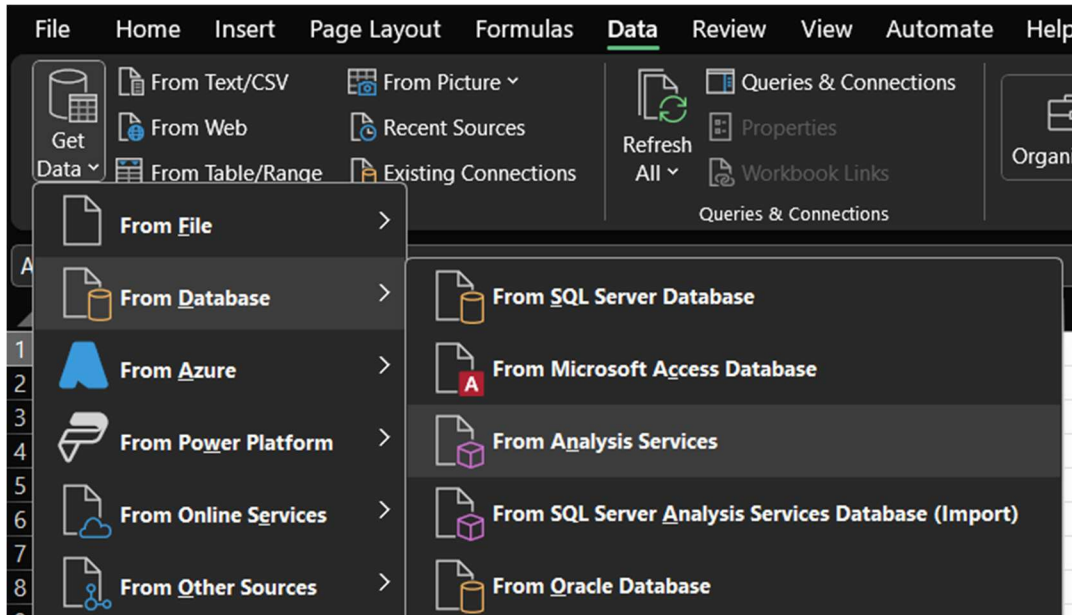 File Home Insert Page Layout Formulas Data Review View Automate Help
From Text/CSV
From Picture
Queries & Connections
Get
Data
From Web
Recent Sources
Refresh
All
Properties
From Table/Range
Existing Connections
Workbook Links
Queries & Connections
From File
From Database
From Azure
From Power Platform
From Online Services
From Other Sources
From SQL Server Database
From Microsoft Access Database
From Analysis Services
From SQL Server Analysis Services Database (Import)
From Oracle Database
A
1
2
3
4
5
6
7
8